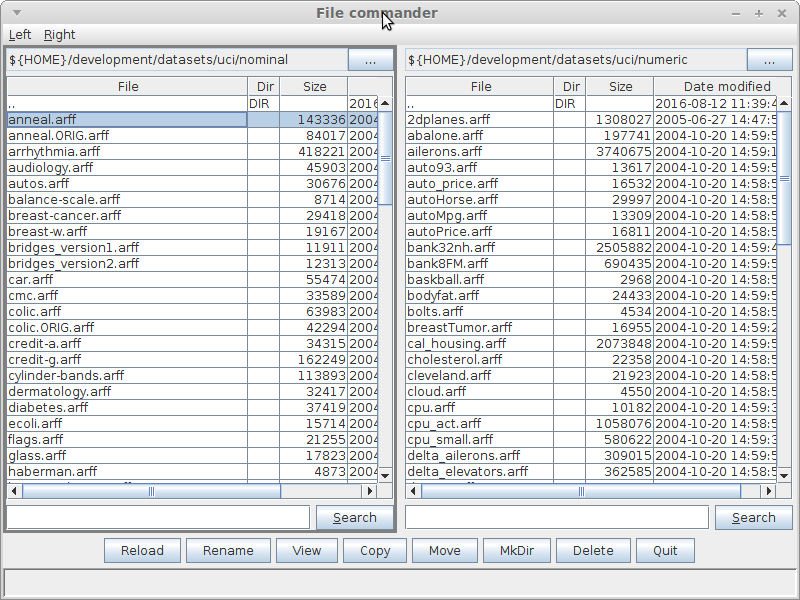 File commander
Left Right
${HOME}/development/datasets/uci/nominal ...
File Dir Size
.. DIR 2016
anneal.arff 143336 2004
anneal.ORIG.arff 84017 2004
arrhythmia.arff 418221 2004
audiology.arff 45903 2004
autos.arff 30676 2004
balance-scale.arff 8714 2004
breast-cancer.arff 29418 2004
breast-w.arff 19167 2004
bridges_version1.arff 11911 2004
bridges_version2.arff 12313 2004
car.arff 55474 2004
cmc.arff 33589 2004
colic.arff 63983 2004
colic.ORIG.arff 42294 2004
credit-a.arff 34315 2004
credit-g.arff 162249 2004
cylinder-bands.arff 113893 2004
dermatology.arff 32417 2004
diabetes.arff 37419 2004
ecoli.arff 15714 2004
flags.arff 21255 2004
glass.arff 17823 2004
haberman.arff 4873 2004
Search
${HOME}/development/datasets/uci/numeric ...
File Dir Size Date modified
.. DIR 2016-08-12 11:39:4
2dplanes.arff 1308027 2005-06-27 14:47:5
abalone.arff 197741 2004-10-20 14:59:5
ailerons.arff 3740675 2004-10-20 14:59:1
auto93.arff 13617 2004-10-20 14:59:5
auto_price.arff 16532 2004-10-20 14:58:5
autoHorse.arff 29997 2004-10-20 14:58:5
autoMpg.arff 13309 2004-10-20 14:58:5
autoPrice.arff 16811 2004-10-20 14:58:5
bank32nh.arff 2505882 2004-10-20 14:59:4
bank8FM.arff 690435 2004-10-20 14:59:5
baskball.arff 2968 2004-10-20 14:58:5
bodyfat.arff 24433 2004-10-20 14:59:5
bolts.arff 4534 2004-10-20 14:58:5
breastTumor.arff 16955 2004-10-20 14:59:2
cal_housing.arff 2073848 2004-10-20 14:59:5
cholesterol.arff 22358 2004-10-20 14:58:5
cleveland.arff 21923 2004-10-20 14:58:5
cloud.arff 4550 2004-10-20 14:58:5
cpu.arff 10182 2004-10-20 14:59:3
cpu_act.arff 1058076 2004-10-20 14:58:5
cpu_small.arff 580622 2004-10-20 14:59:3
delta_ailerons.arff 309015 2004-10-20 14:59:5
delta_elevators.arff 362585 2004-10-20 14:58:5
Search
Reload Rename View Copy Move MkDir Delete Quit